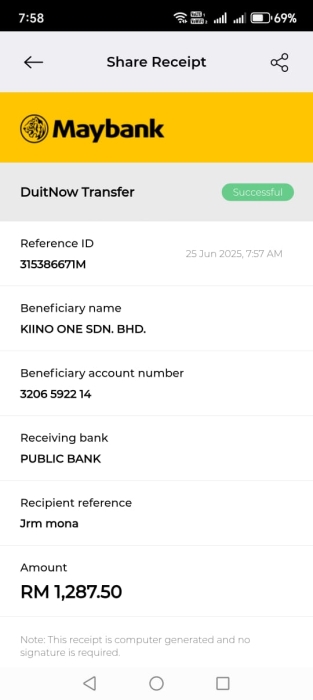 7:58
69%
Share Receipt
Maybank
DuitNow Transfer
Successful
Reference ID
25 Jun 2025, 7:57 AM
315386671M
Beneficiary name
KIINO ONE SDN. BHD.
Beneficiary account number
3206 5922 14
Receiving bank
PUBLIC BANK
Recipient reference
Jrm mona
Amount
RM 1,287.50
Note: This receipt is computer generated and no
signature is required.